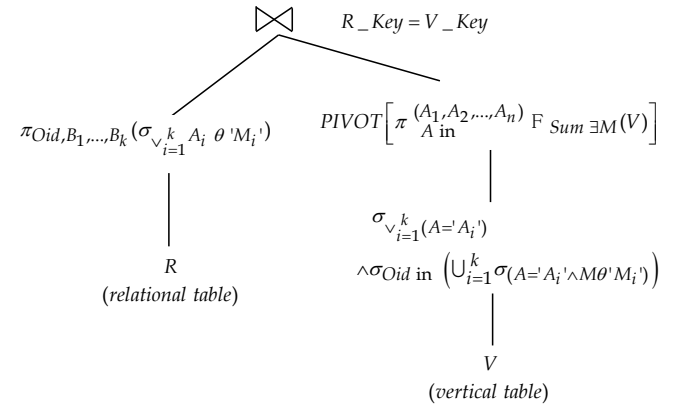 ⋈ R_Key = V_Key
π_{Oid,B_1,...,B_k}(σ_{∨_{i=1}^{k}} A_i θ 'M_i')
PIVOT[π^{(A_1,A_2,...,A_n)}_{A in} F_{Sum ∃M}(V)]
σ_{∨_{i=1}^{k}(A='A_i')}
∧σ_{Oid in} (∪_{i=1}^{k} σ_{(A='A_i'∧Mθ'M_i')})
R
(relational table)
V
(vertical table)